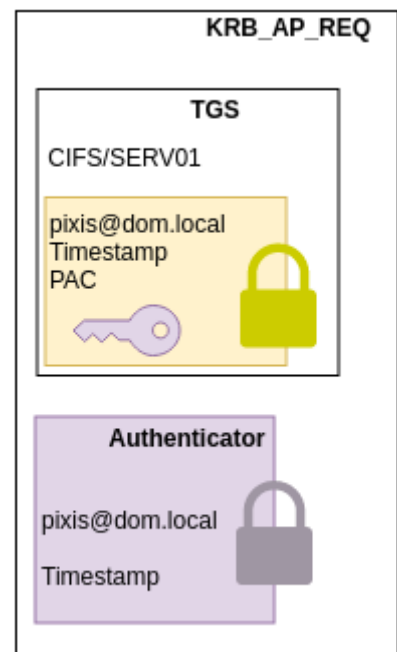 KRB_AP_REQ
TGS
CIFS/SERV01
pixis@dom.local
Timestamp
PAC
Authenticator
pixis@dom.local
Timestamp